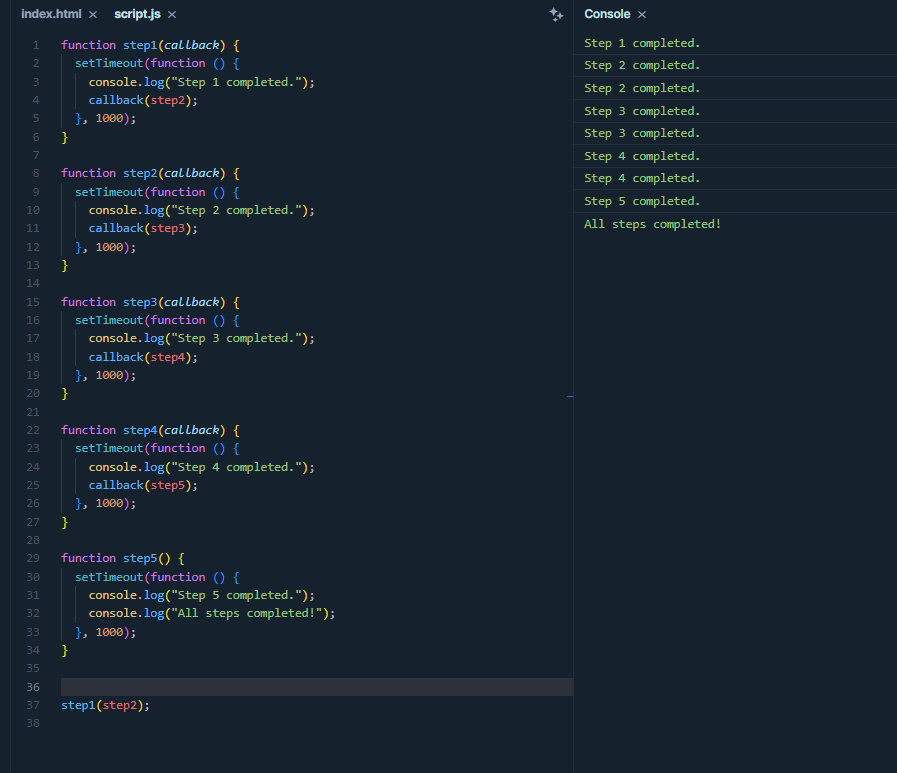 index.html × script.js ×
1 function step1(callback) {
2   setTimeout(function () {
3     console.log("Step 1 completed.");
4     callback(step2);
5   }, 1000);
6 }
7
8 function step2(callback) {
9   setTimeout(function () {
10     console.log("Step 2 completed.");
11     callback(step3);
12   }, 1000);
13 }
14
15 function step3(callback) {
16   setTimeout(function () {
17     console.log("Step 3 completed.");
18     callback(step4);
19   }, 1000);
20 }
21
22 function step4(callback) {
23   setTimeout(function () {
24     console.log("Step 4 completed.");
25     callback(step5);
26   }, 1000);
27 }
28
29 function step5() {
30   setTimeout(function () {
31     console.log("Step 5 completed.");
32     console.log("All steps completed!");
33   }, 1000);
34 }
35
36
37 step1(step2);
38
Console ×
Step 1 completed.
Step 2 completed.
Step 2 completed.
Step 3 completed.
Step 3 completed.
Step 4 completed.
Step 4 completed.
Step 5 completed.
All steps completed!